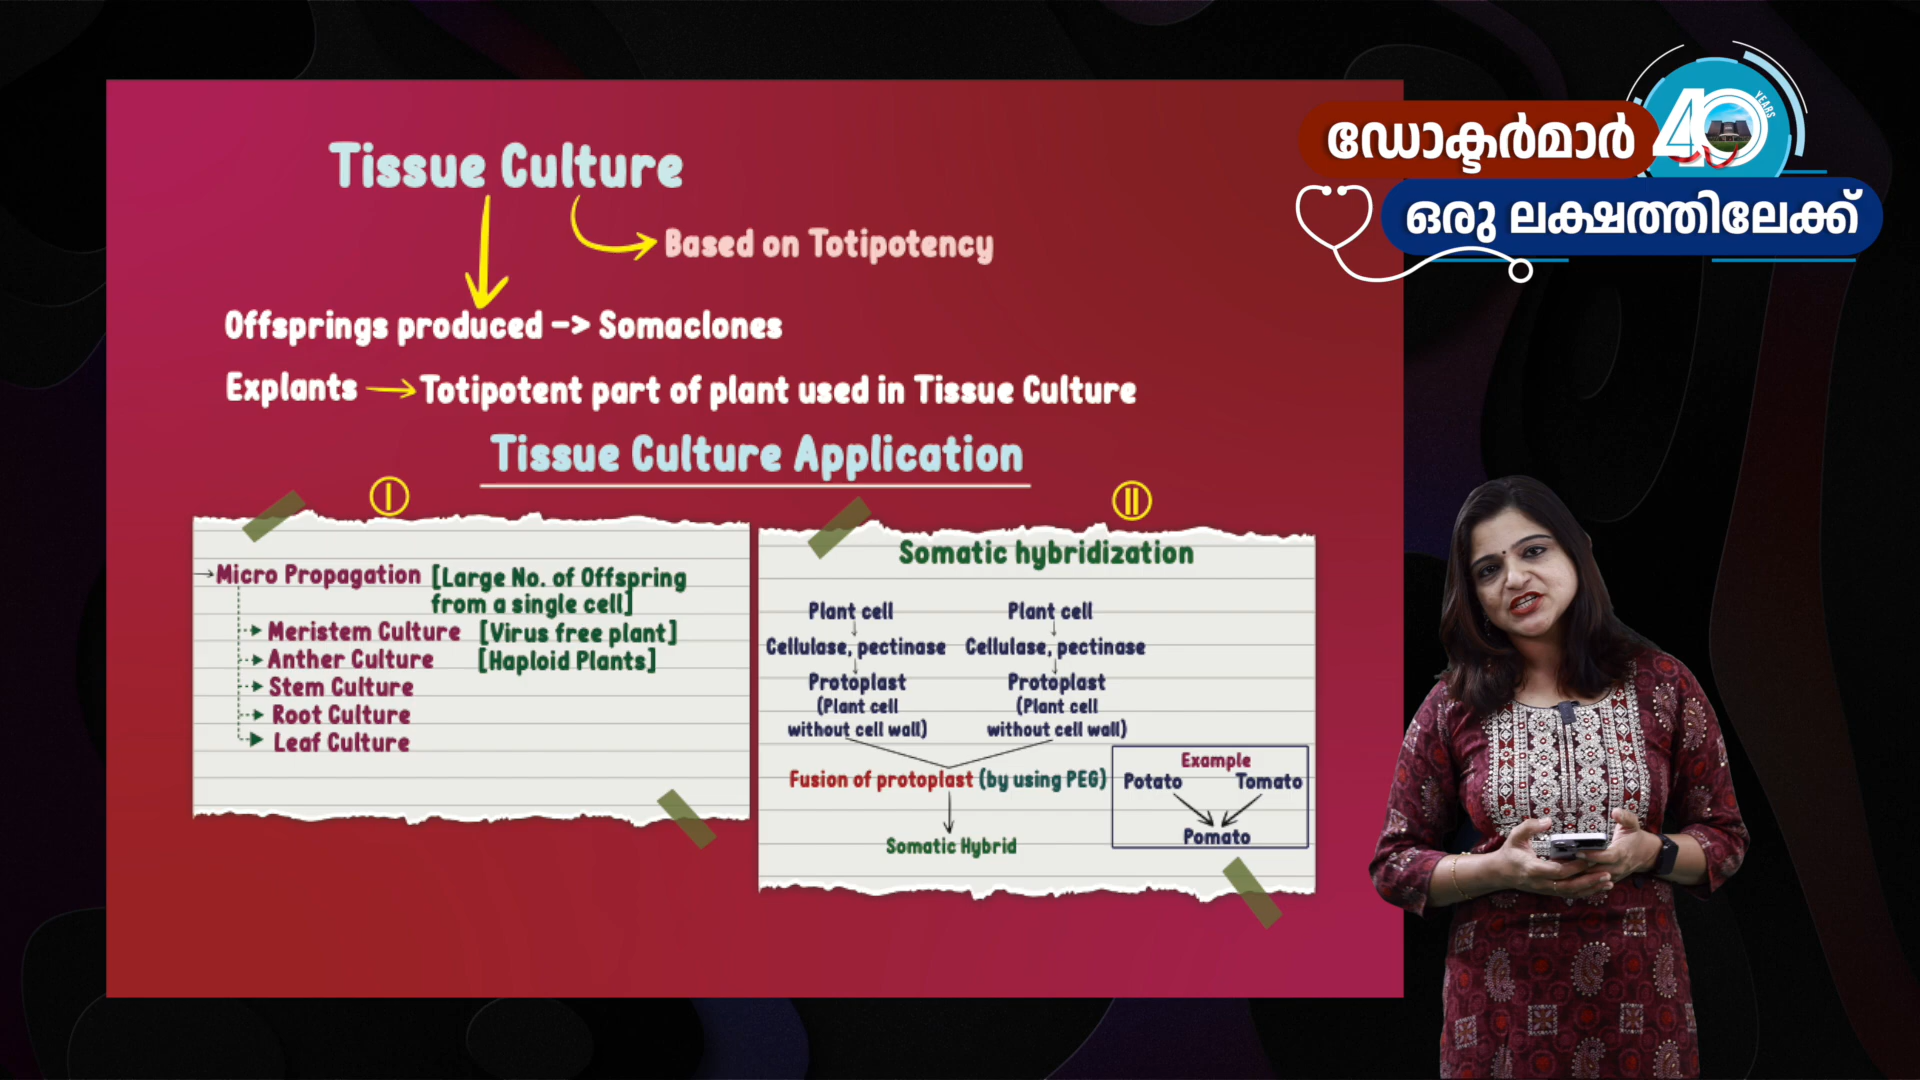 ഡോക്ടർമാർ
40
YEARS
ഒരു ലക്ഷത്തിലേക്ക്
Tissue Culture
Based on Totipotency
Offsprings produced -> Somaclones
Explants → Totipotent part of plant used in Tissue Culture
Tissue Culture Application
I
→Micro Propagation [Large No. of Offspring
from a single cell]
Meristem Culture [Virus free plant]
Anther Culture [Haploid Plants]
Stem Culture
Root Culture
Leaf Culture
II
Somatic hybridization
Plant cell Plant cell
Cellulase, pectinase Cellulase, pectinase
Protoplast Protoplast
(Plant cell (Plant cell
without cell wall) without cell wall)
Fusion of protoplast (by using PEG)
Somatic Hybrid
Example
Potato Tomato
Pomato